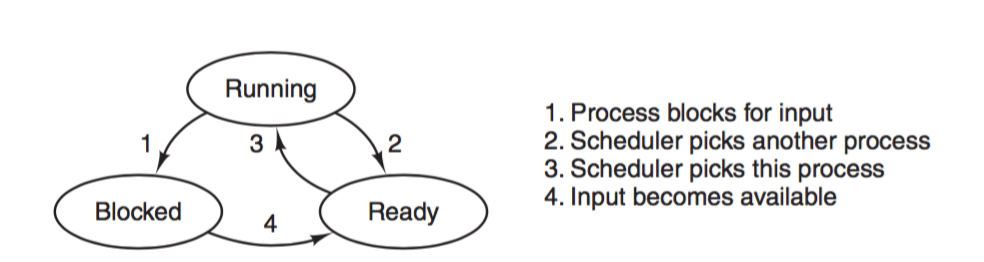 Running
1
3
2
Blocked
4
Ready
1. Process blocks for input
2. Scheduler picks another process
3. Scheduler picks this process
4. Input becomes available